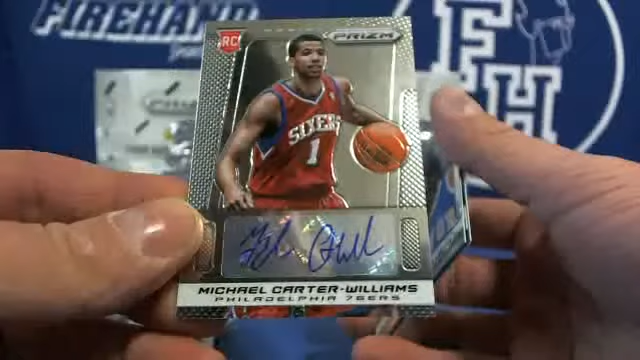 FIREHAND
RC
PRIZM
SIXERS
1
MICHAEL CARTER-WILLIAMS
PHILADELPHIA 76ERS
FH